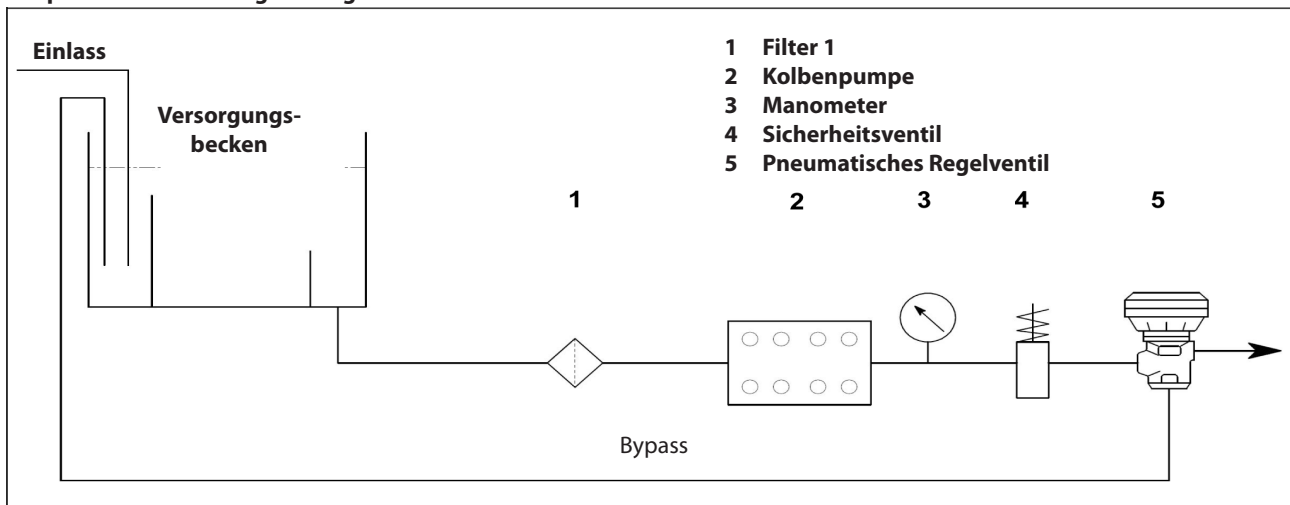 Einlass
Versorgungs-
becken
1 Filter 1
2 Kolbenpumpe
3 Manometer
4 Sicherheitsventil
5 Pneumatisches Regelventil
1 2 3 4 5
Bypass